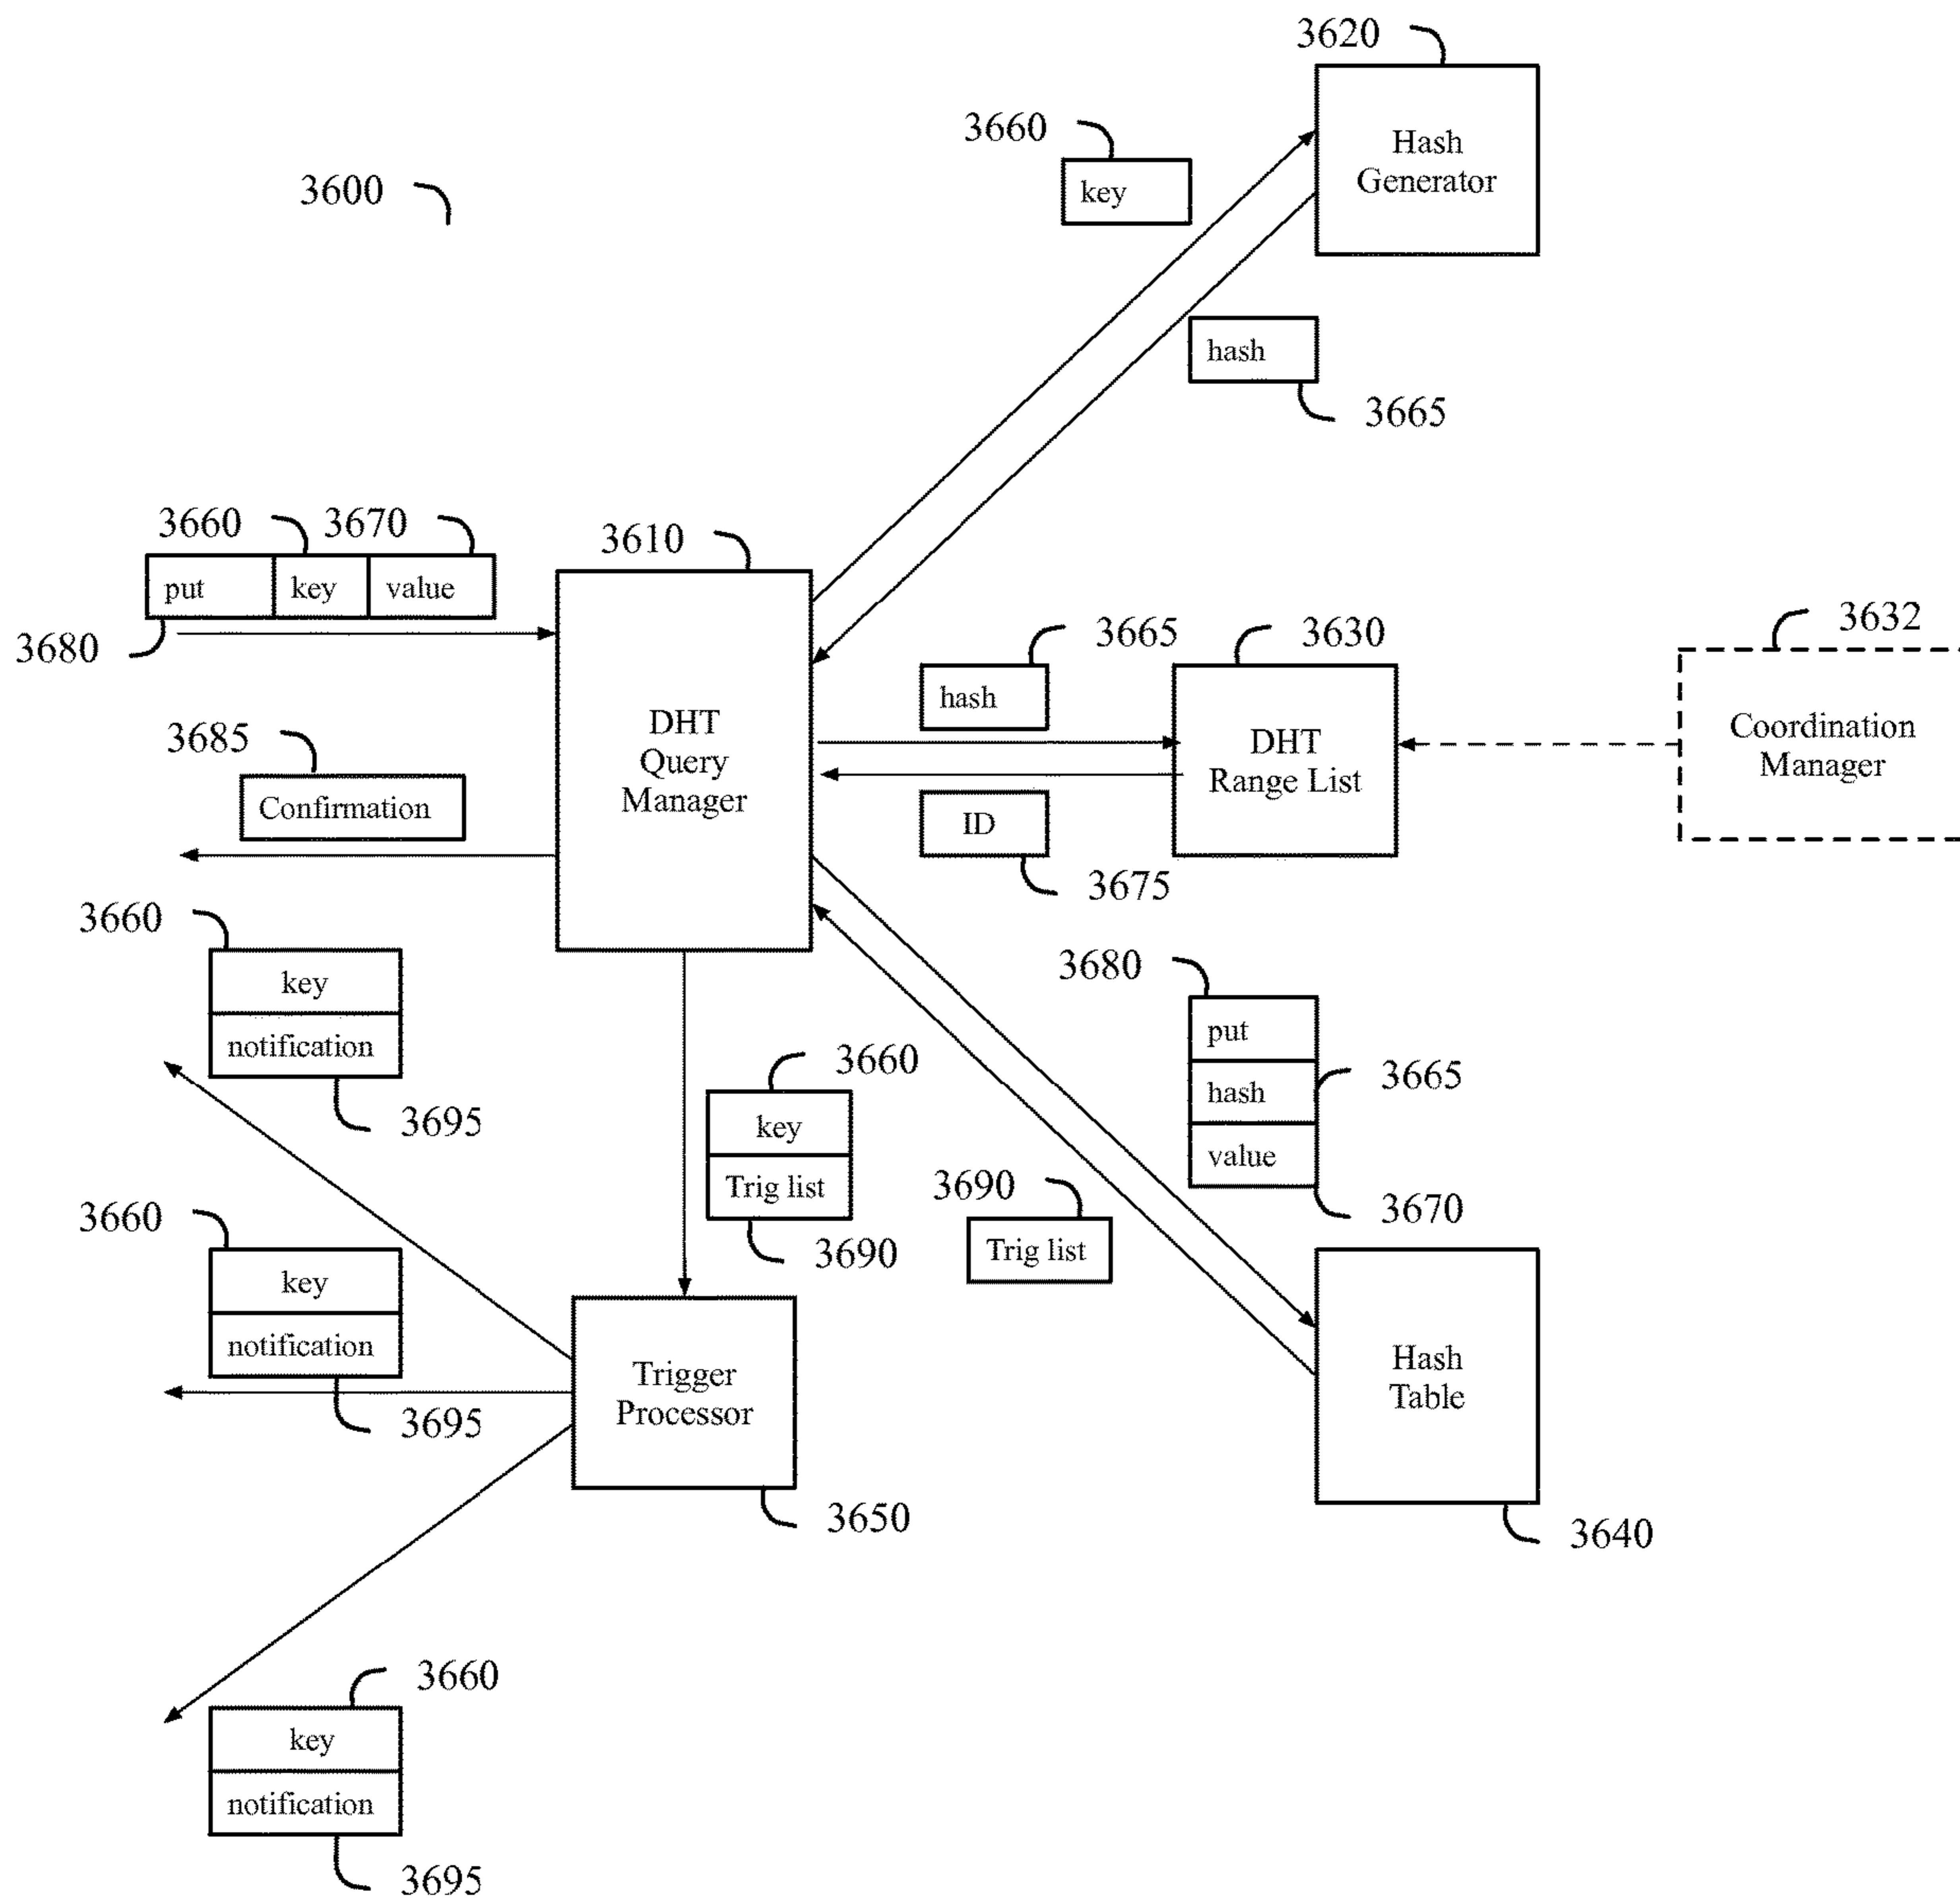 3620
3660
Hash
Generator
key
3600
hash
3665
3660 3670
3610
put key value
3680
3665 3630
3632
hash
DHT
Query
Manager
DHT
Range List
Coordination
Manager
3685
Confirmation
ID
3675
3660
key
notification
3695
3680
put
hash
value
3665
3670
3660
key
Trig list
3690
3690
Trig list
3660
key
notification
3695
Trigger
Processor
3650
Hash
Table
3640
3660
key
notification
3695